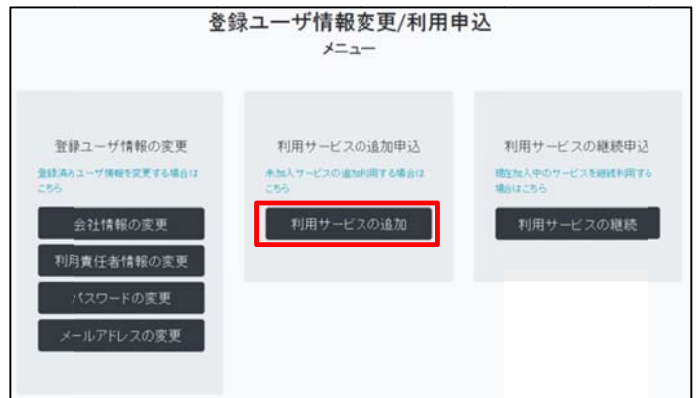 登録ユーザ情報変更/利用申込
メニュー
登録ユーザ情報の変更
登録済みユーザ情報を変更する場合は
こちら
会社情報の変更
利用責任者情報の変更
パスワードの変更
メールアドレスの変更
利用サービスの追加申込
未加入サービスの追加利用する場合は
こちら
利用サービスの追加
利用サービスの継続申込
現在加入中のサービスを継続利用する
場合はこちら
利用サービスの継続